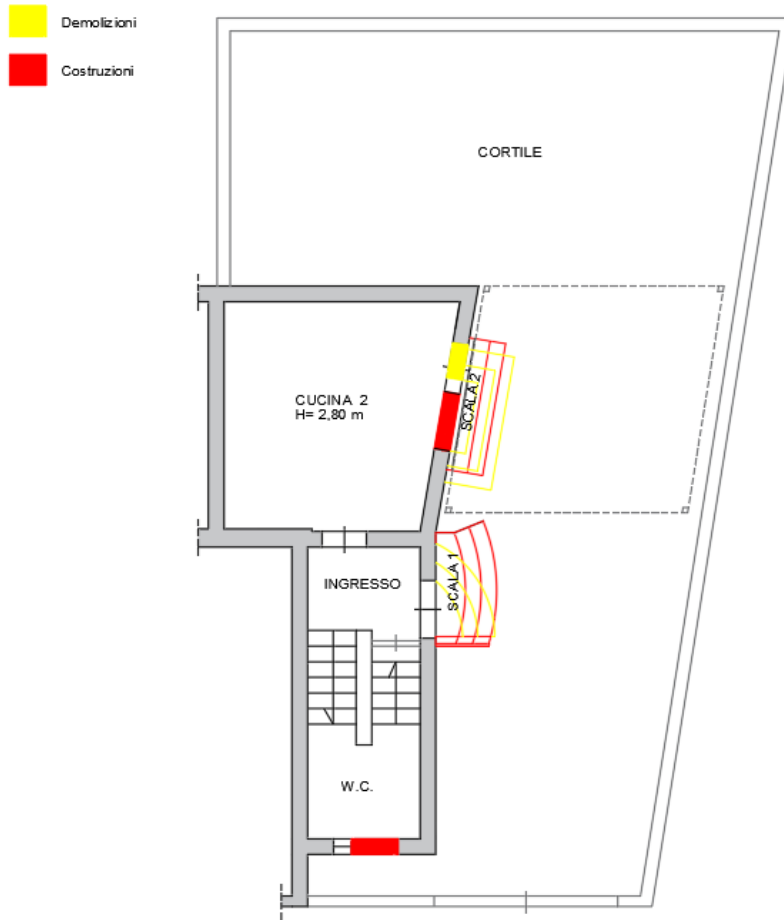 Demolizioni
Costruzioni
CORTILE
CUCINA 2
H= 2,80 m
SCALA 2
INGRESSO
SCALA 1
W.C.